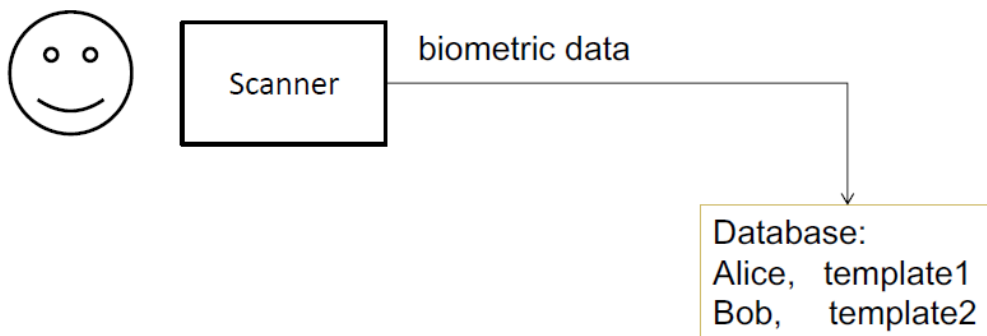 biometric data
Scanner
Database:
Alice, template1
Bob, template2